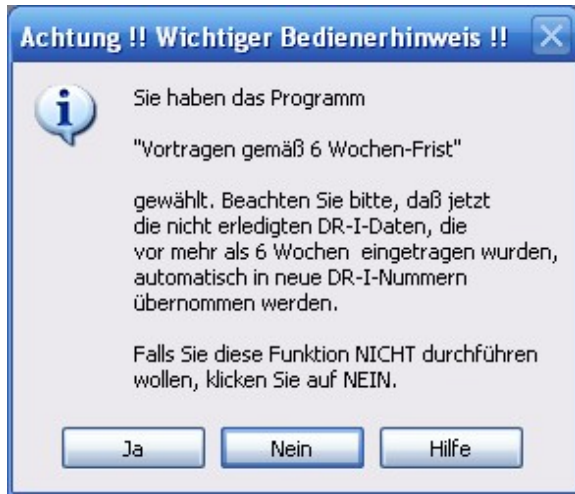 Achtung !! Wichtiger Bedienerhinweis !!
Sie haben das Programm
"Vortragen gemäß 6 Wochen-Frist"
gewählt. Beachten Sie bitte, daß jetzt
die nicht erledigten DR-I-Daten, die
vor mehr als 6 Wochen  eingetragen wurden,
automatisch in neue DR-I-Nummern
übernommen werden.
Falls Sie diese Funktion NICHT durchführen
wollen, klicken Sie auf NEIN.
Ja Nein Hilfe